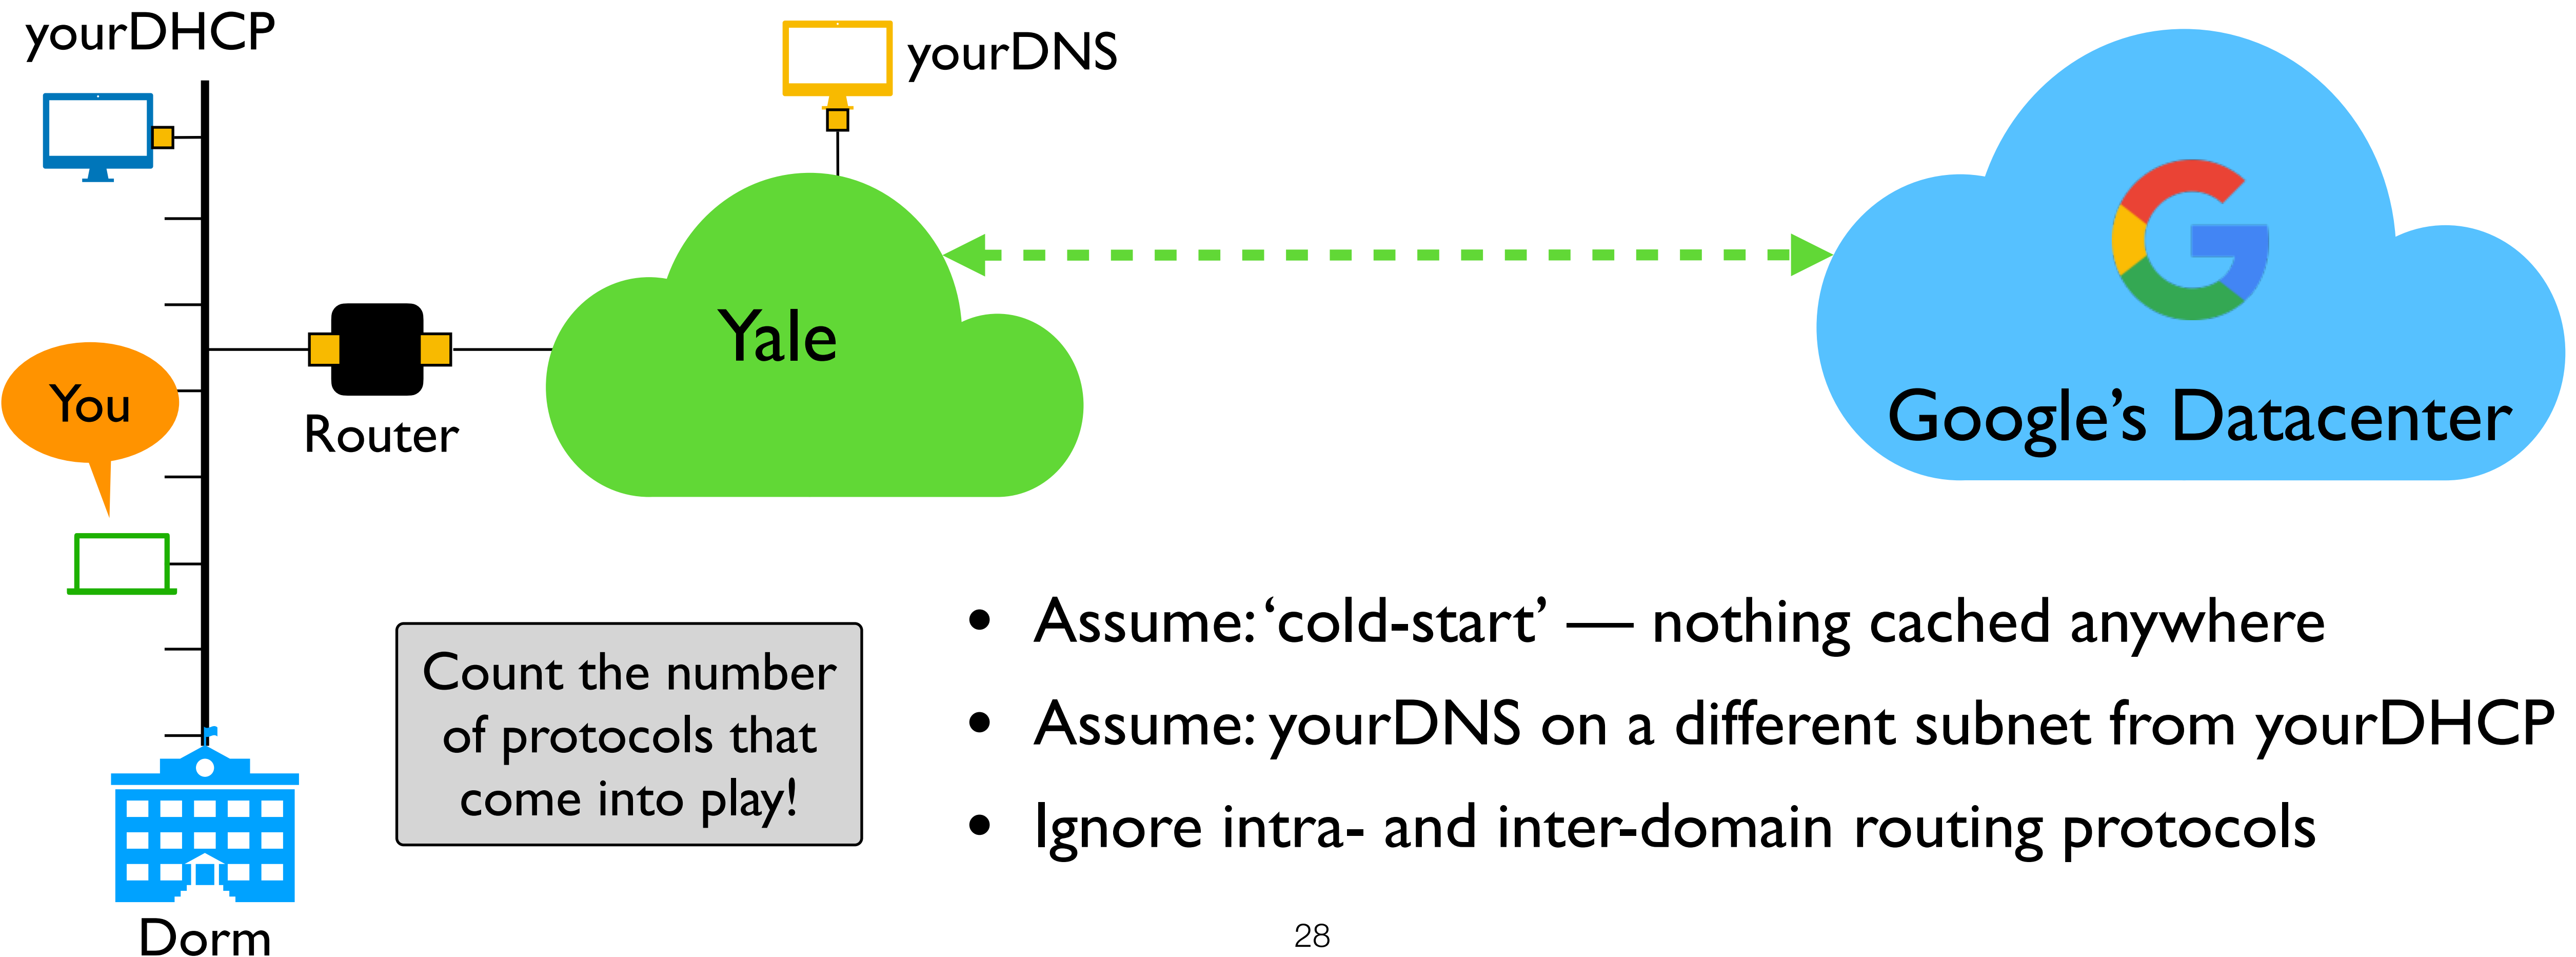 yourDHCP
yourDNS
You
Router
Yale
Google’s Datacenter
Count the number
of protocols that
come into play!
• Assume: ‘cold-start’ — nothing cached anywhere
• Assume: yourDNS on a different subnet from yourDHCP
• Ignore intra- and inter-domain routing protocols
Dorm
28